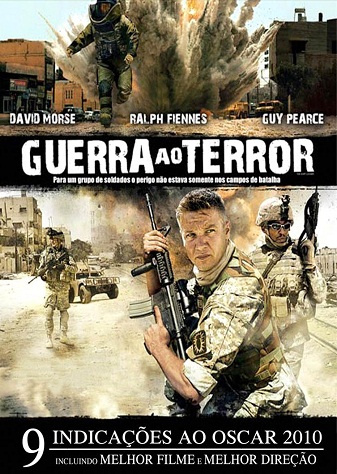 DAVID MORSE RALPH FIENNES GUY PEARCE
GUERRA AO TERROR
Para um grupo de soldados o perigo não estava somente nos campos de batalha
9 INDICAÇÕES AO OSCAR 2010
INCLUINDO MELHOR FILME E MELHOR DIREÇÃO